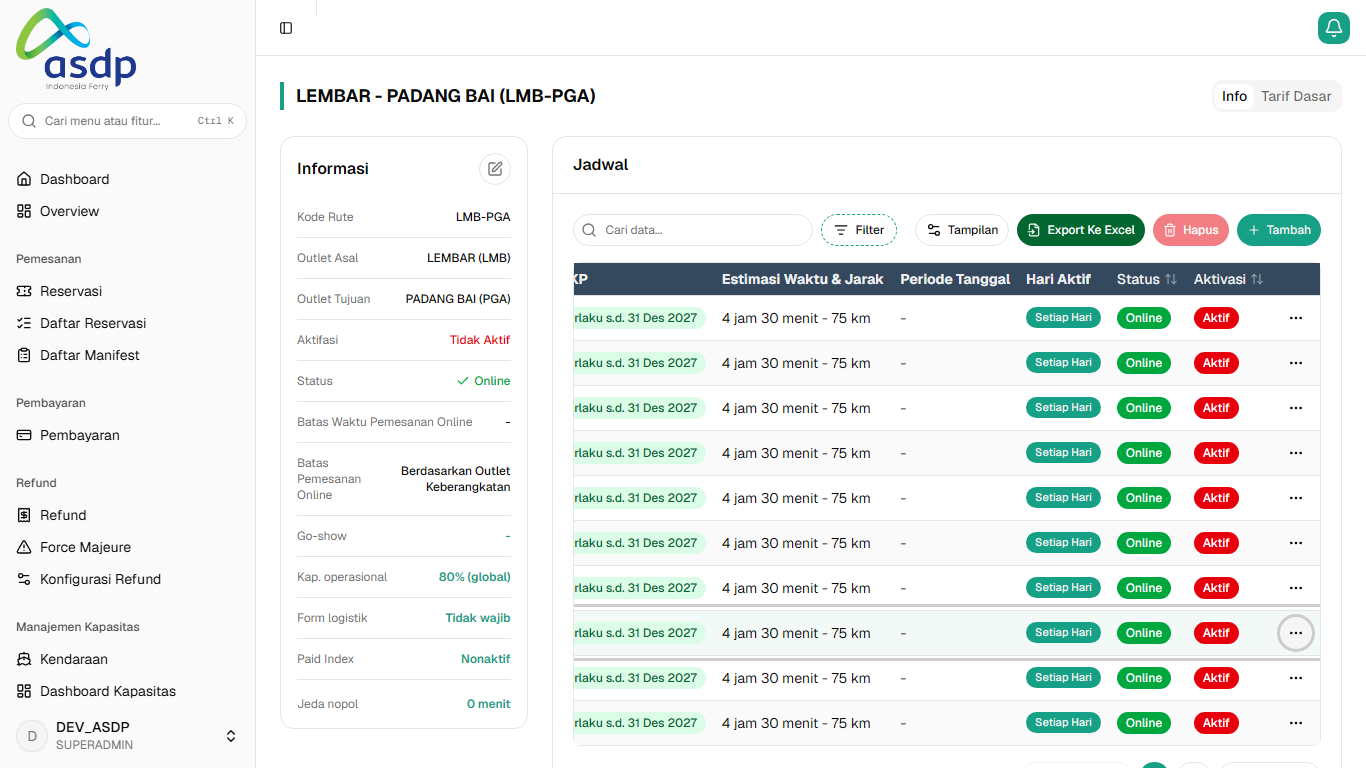 asdp
Indonesia Ferry
Cari menu atau fitur...
Ctrl K
Dashboard
Overview
Pemesanan
Reservasi
Daftar Reservasi
Daftar Manifest
Pembayaran
Pembayaran
Refund
Refund
Force Majeure
Konfigurasi Refund
Manajemen Kapasitas
Kendaraan
Dashboard Kapasitas
D
DEV_ASDP
SUPERADMIN
LEMBAR - PADANG BAI (LMB-PGA)
Info Tarif Dasar
Informasi
Kode Rute LMB-PGA
Outlet Asal LEMBAR (LMB)
Outlet Tujuan PADANG BAI (PGA)
Aktifasi Tidak Aktif
Status Online
Batas Waktu Pemesanan Online -
Batas
Pemesanan
Online
Berdasarkan Outlet
Keberangkatan
Go-show -
Kap. operasional 80% (global)
Form logistik Tidak wajib
Paid Index Nonaktif
Jeda nopol 0 menit
Jadwal
Cari data... Filter Tampilan Export Ke Excel Hapus Tambah
KP Estimasi Waktu & Jarak Periode Tanggal Hari Aktif Status Aktivasi
rlaku s.d. 31 Des 2027 4 jam 30 menit - 75 km - Setiap Hari Online Aktif
rlaku s.d. 31 Des 2027 4 jam 30 menit - 75 km - Setiap Hari Online Aktif
rlaku s.d. 31 Des 2027 4 jam 30 menit - 75 km - Setiap Hari Online Aktif
rlaku s.d. 31 Des 2027 4 jam 30 menit - 75 km - Setiap Hari Online Aktif
rlaku s.d. 31 Des 2027 4 jam 30 menit - 75 km - Setiap Hari Online Aktif
rlaku s.d. 31 Des 2027 4 jam 30 menit - 75 km - Setiap Hari Online Aktif
rlaku s.d. 31 Des 2027 4 jam 30 menit - 75 km - Setiap Hari Online Aktif
rlaku s.d. 31 Des 2027 4 jam 30 menit - 75 km - Setiap Hari Online Aktif
rlaku s.d. 31 Des 2027 4 jam 30 menit - 75 km - Setiap Hari Online Aktif
rlaku s.d. 31 Des 2027 4 jam 30 menit - 75 km - Setiap Hari Online Aktif